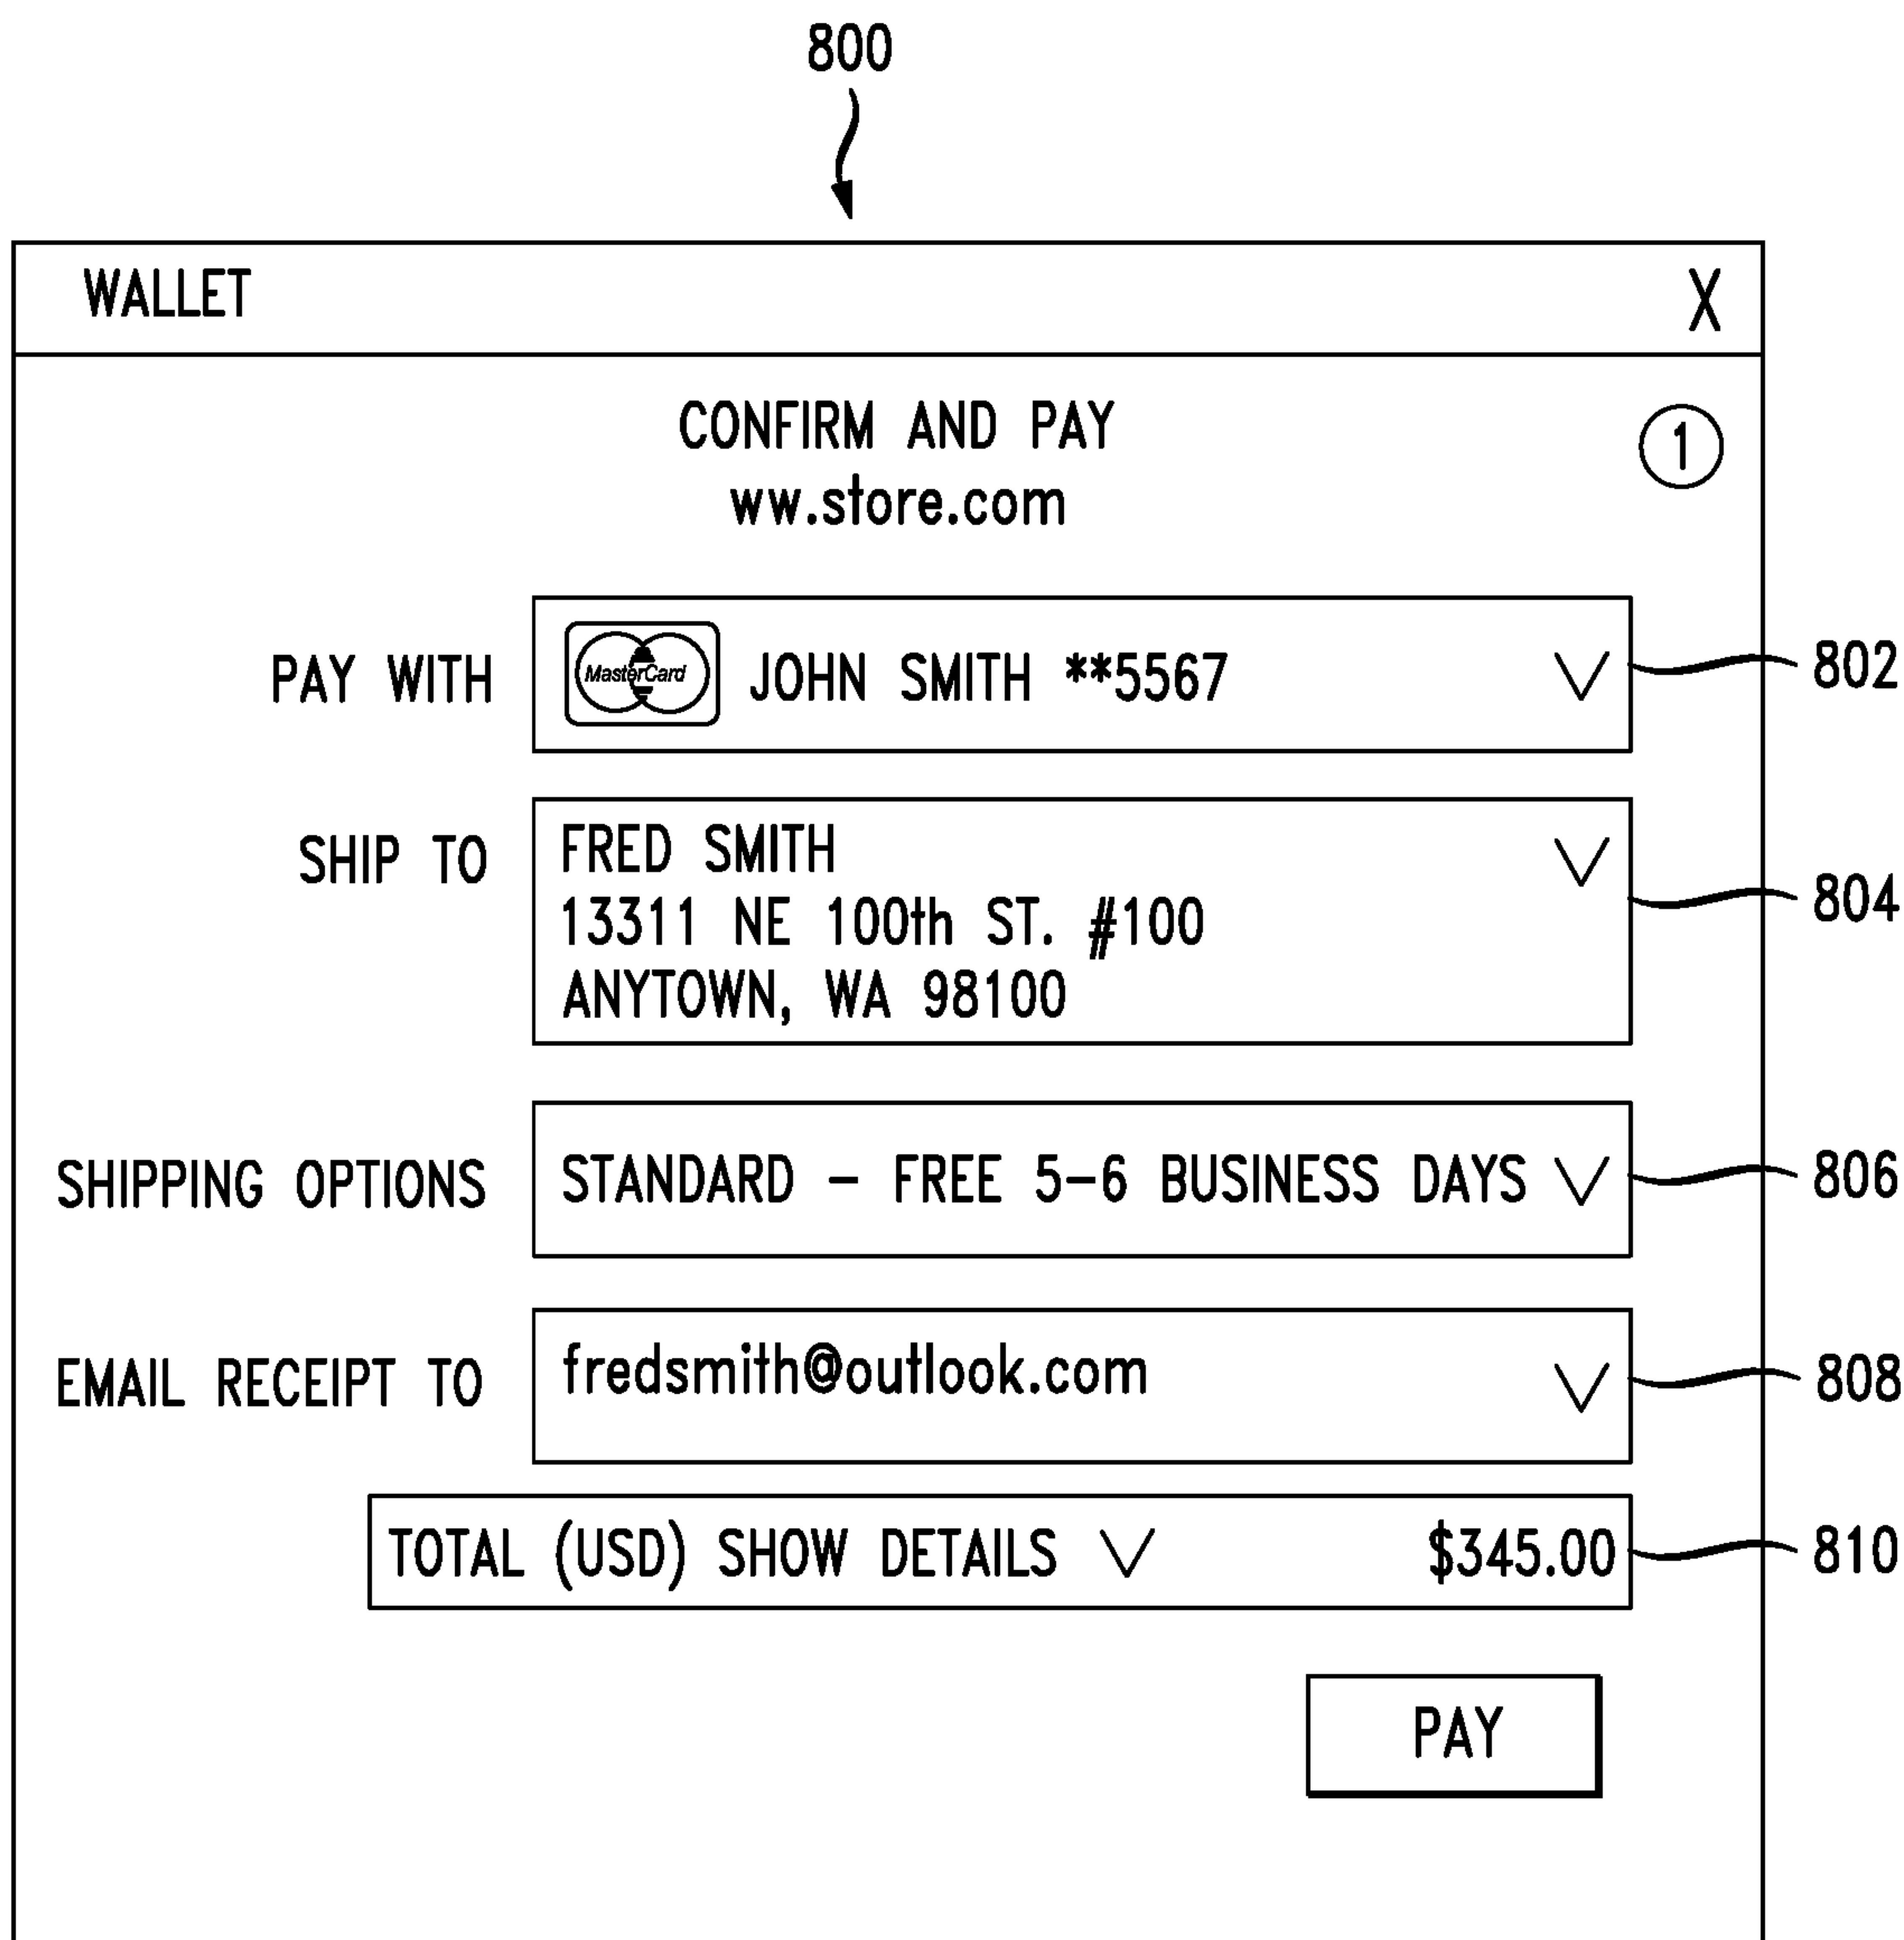 800
WALLET X
CONFIRM AND PAY 1
ww.store.com
PAY WITH MasterCard JOHN SMITH **5567 802
SHIP TO FRED SMITH
13311 NE 100th ST. #100 804
ANYTOWN, WA 98100
SHIPPING OPTIONS STANDARD - FREE 5-6 BUSINESS DAYS 806
EMAIL RECEIPT TO fredsmith@outlook.com 808
TOTAL (USD) SHOW DETAILS $345.00 810
PAY